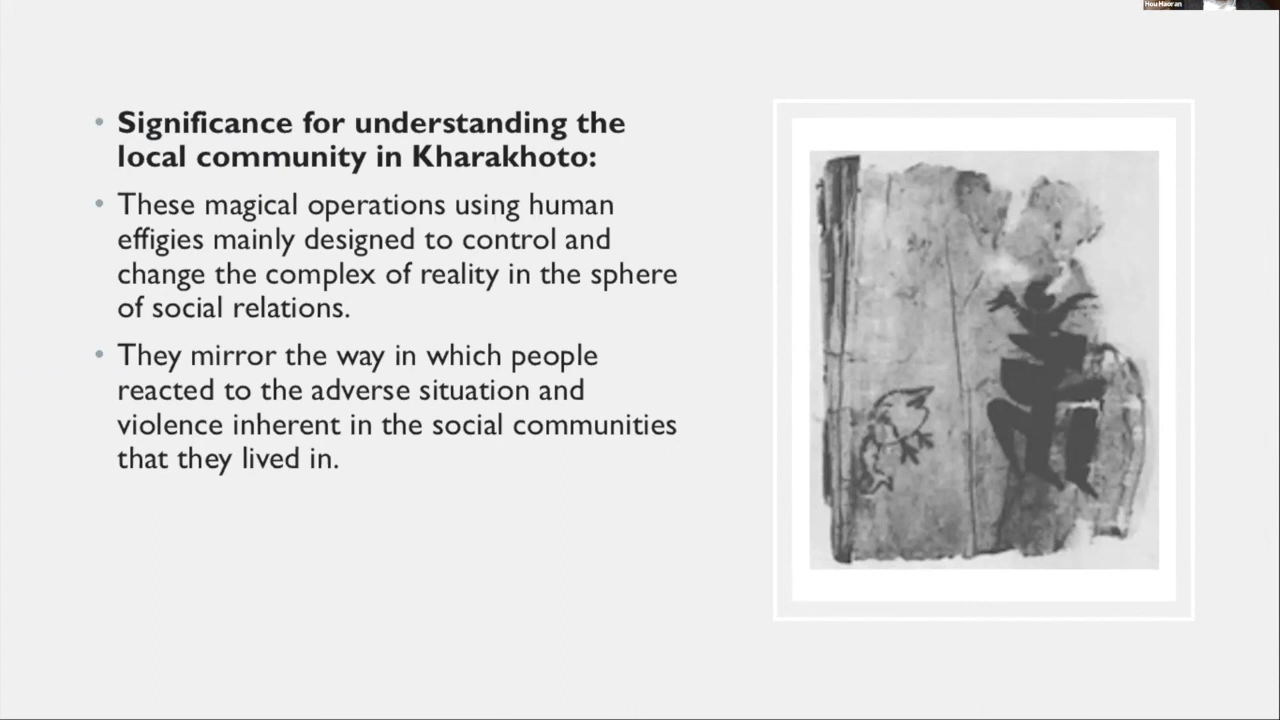 Hou Haoran
• Significance for understanding the
local community in Kharakhoto:
• These magical operations using human
effigies mainly designed to control and
change the complex of reality in the sphere
of social relations.
• They mirror the way in which people
reacted to the adverse situation and
violence inherent in the social communities
that they lived in.